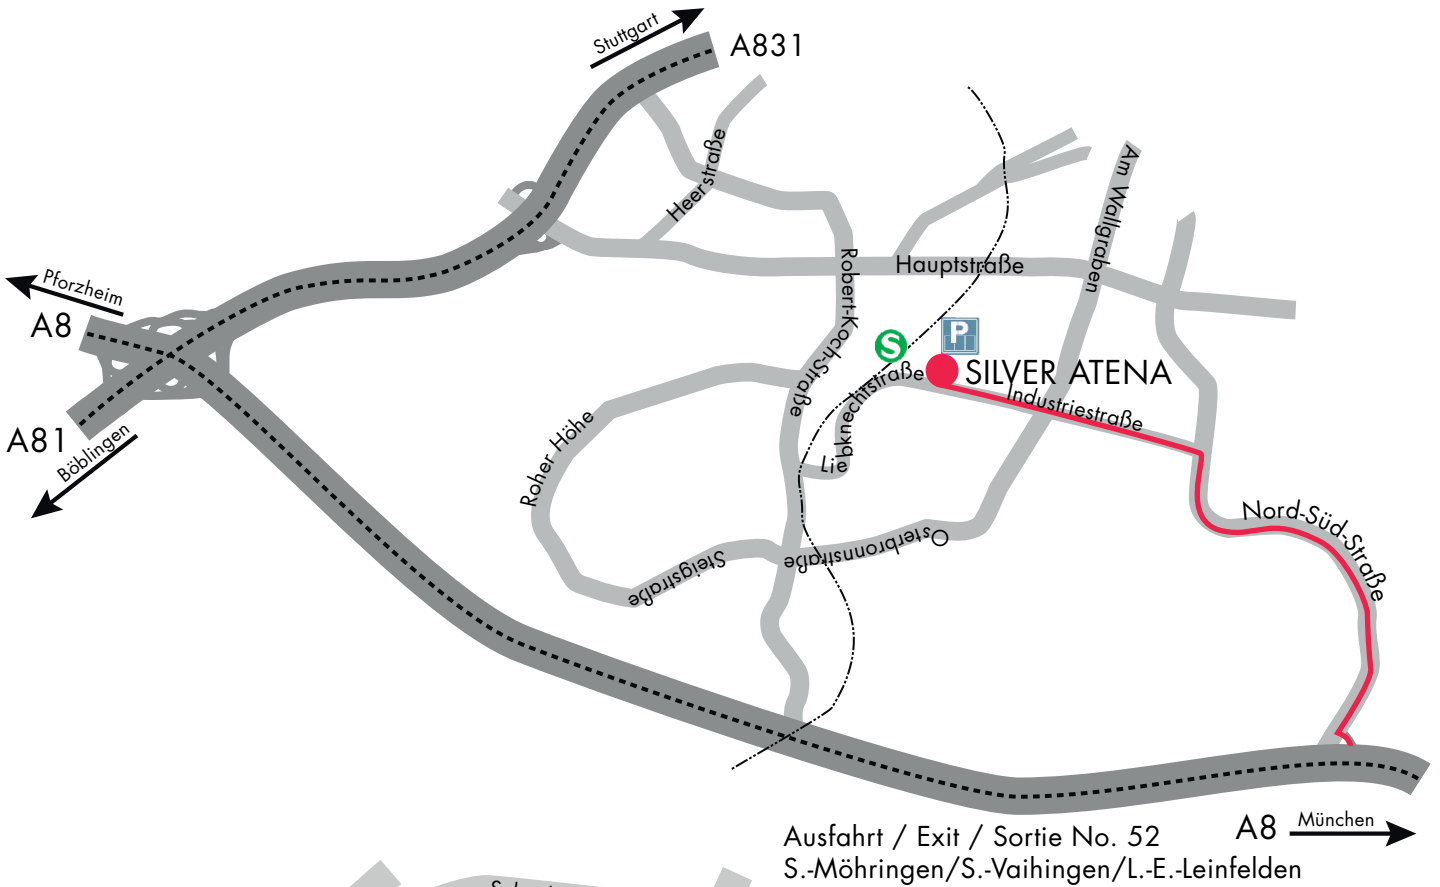 Stuttgart
A831
Heerstraße
Am Wallgraben
Robert-Koch-Straße
Hauptstraße
Pforzheim
A8
P
S
SILVER ATENA
Liebknechtstraße
Industriestraße
A81
Böblingen
Roher Höhe
Nord-Süd-Straße
Osterbronnstraße
Steigstraße
Ausfahrt / Exit / Sortie No. 52
A8
München
S.-Möhringen/S.-Vaihingen/L.-E.-Leinfelden